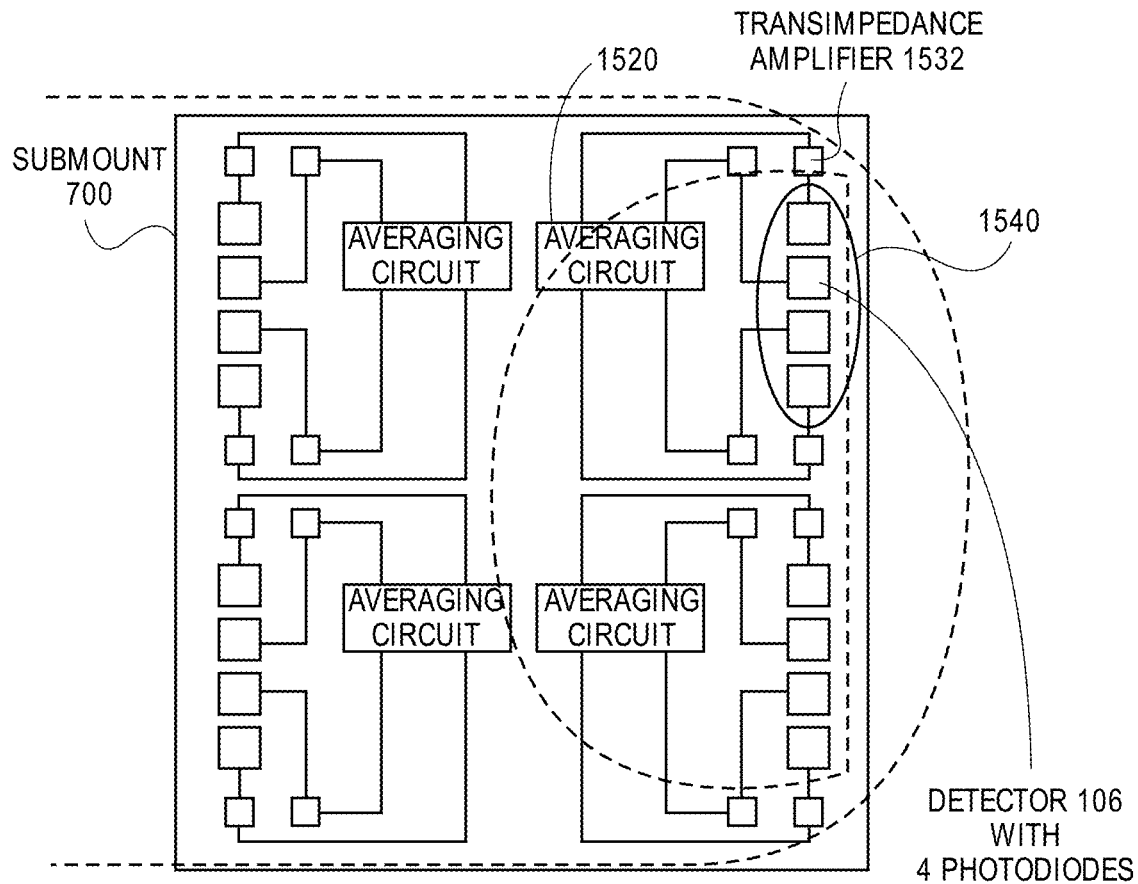 TRANSIMPEDANCE
AMPLIFIER 1532
1520
SUBMOUNT
700
1540
AVERAGING
CIRCUIT
AVERAGING
CIRCUIT
AVERAGING
CIRCUIT
AVERAGING
CIRCUIT
DETECTOR 106
WITH
4 PHOTODIODES